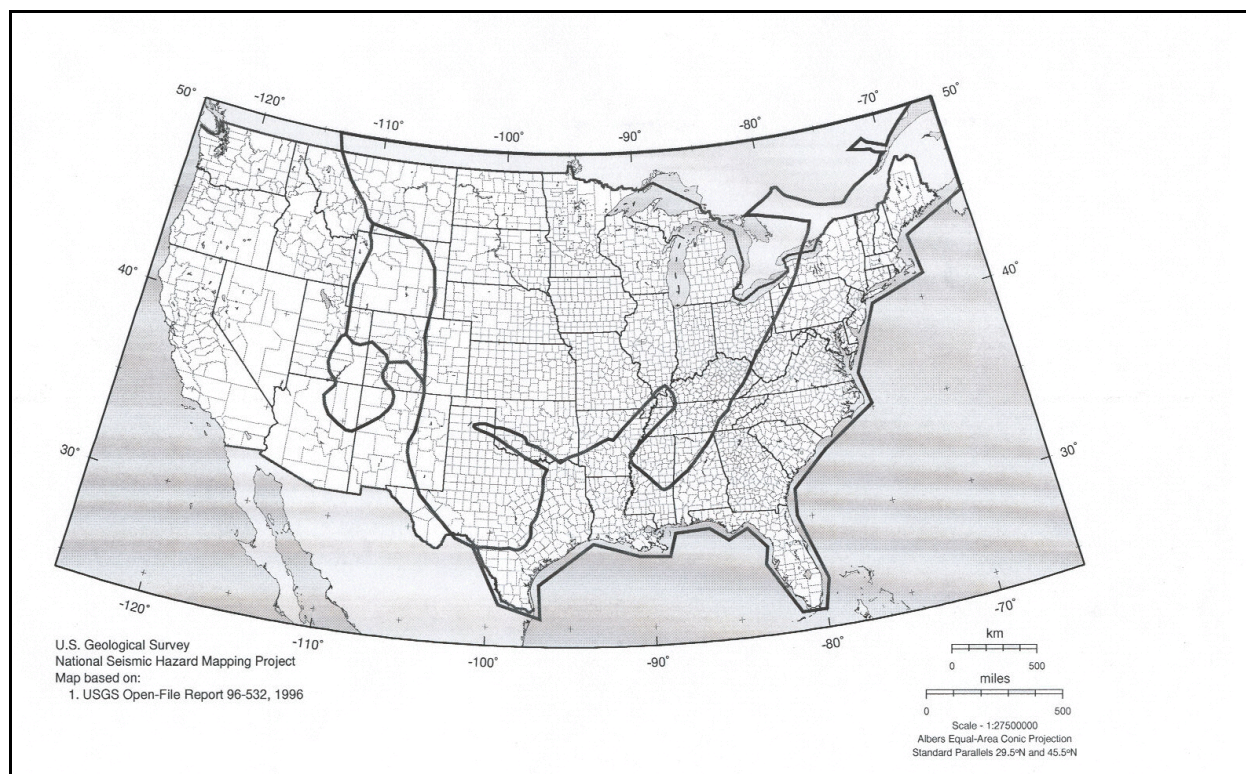 50°
-120°
-110°
-100°
-90°
-80°
-70°
50°
40°
40°
30°
30°
-120°
-110°
-100°
-90°
-80°
-70°
U.S. Geological Survey
National Seismic Hazard Mapping Project
Map based on:
1. USGS Open-File Report 96-532, 1996
km
0 500
miles
0 500
Scale - 1:27500000
Albers Equal-Area Conic Projection
Standard Parallels 29.5ºN and 45.5ºN